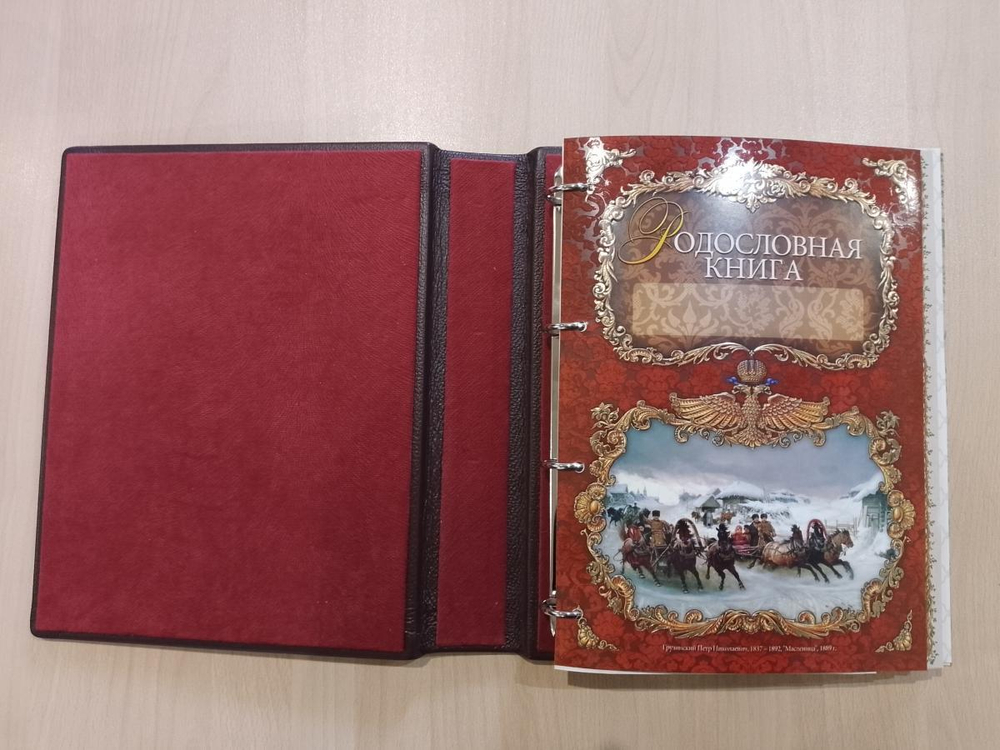 Родословная
книга
Грузинский Петр Николаевич, 1837 - 1892, "Масленица", 1889 г.